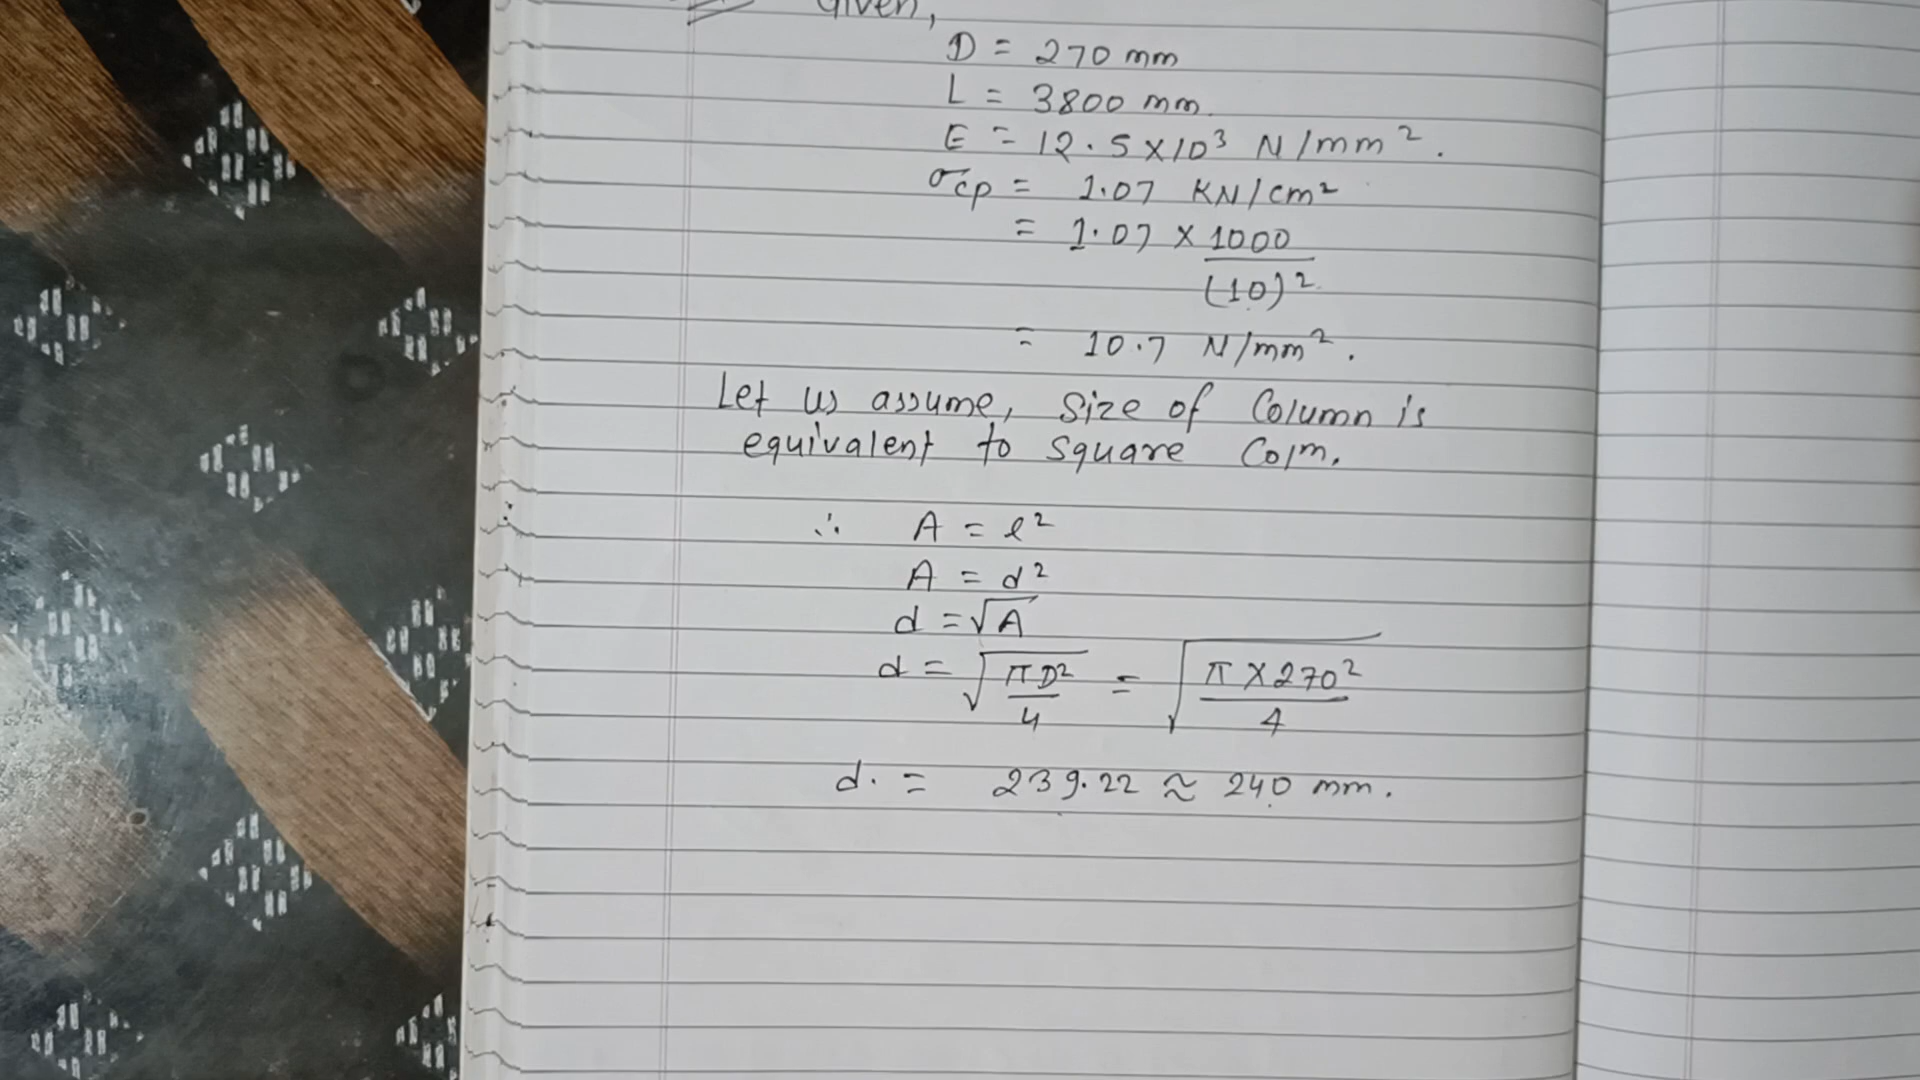 Given,
D = 270 mm
L = 3800 mm.
E = 12.5×10³ N/mm².
σcp = 1.07 KN/cm²
= 1.07 × 1000
(10)²
= 10.7 N/mm².
Let us assume, Size of Column is
equivalent to square Colm.
∴ A = l²
A = d²
d = √A
d = √(πD²/4) = √(π×270²/4)
d. = 239.22 ≈ 240 mm.